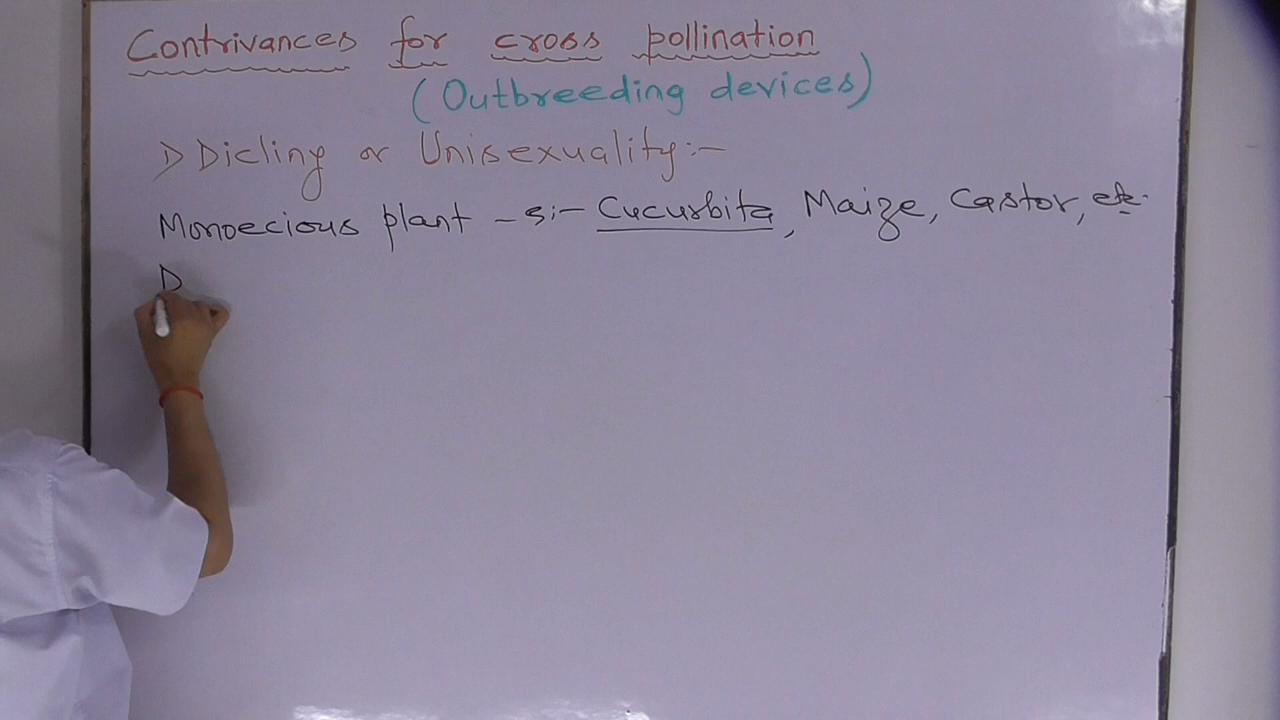 Contrivances for cross pollination
(Outbreeding devices)
1) Dicliny or Unisexuality:-
Monoecious plant - s:- Cucurbita, Maize, Castor, etc.
D